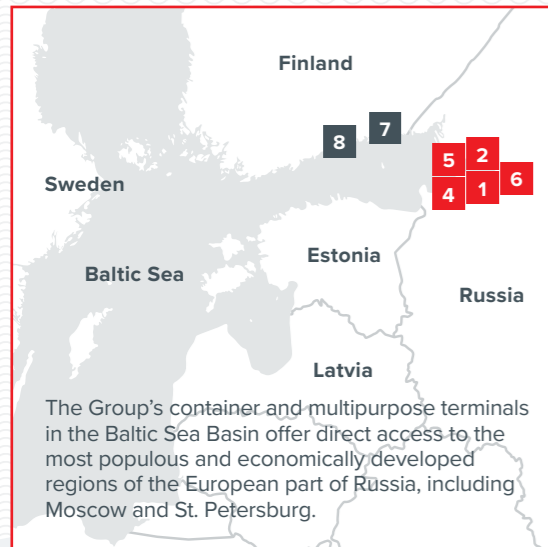 Finland
7
8
2
5
6
1
4
Sweden
Estonia
Baltic Sea
Russia
Latvia
The Group's container and multipurpose terminals
in the Baltic Sea Basin offer direct access to the
most populous and economically developed
regions of the European part of Russia, including
Moscow and St. Petersburg.